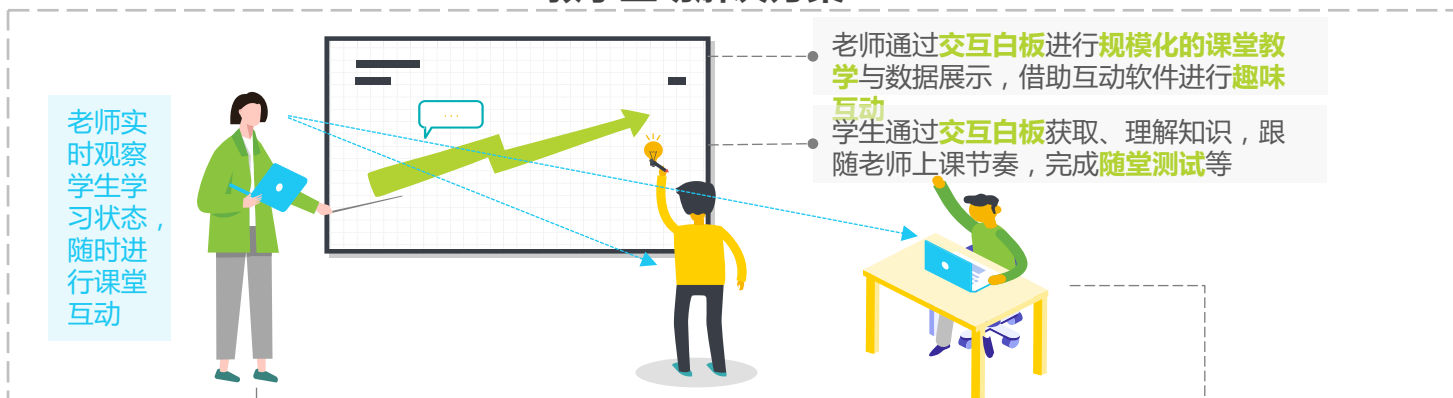 老师通过交互白板进行规模化的课堂教
学与数据展示，借助互动软件进行趣味
互动
学生通过交互白板获取、理解知识，跟
随老师上课节奏，完成随堂测试等
老师实
时观察
学生学
习状态，
随时进
行课堂
互动
...